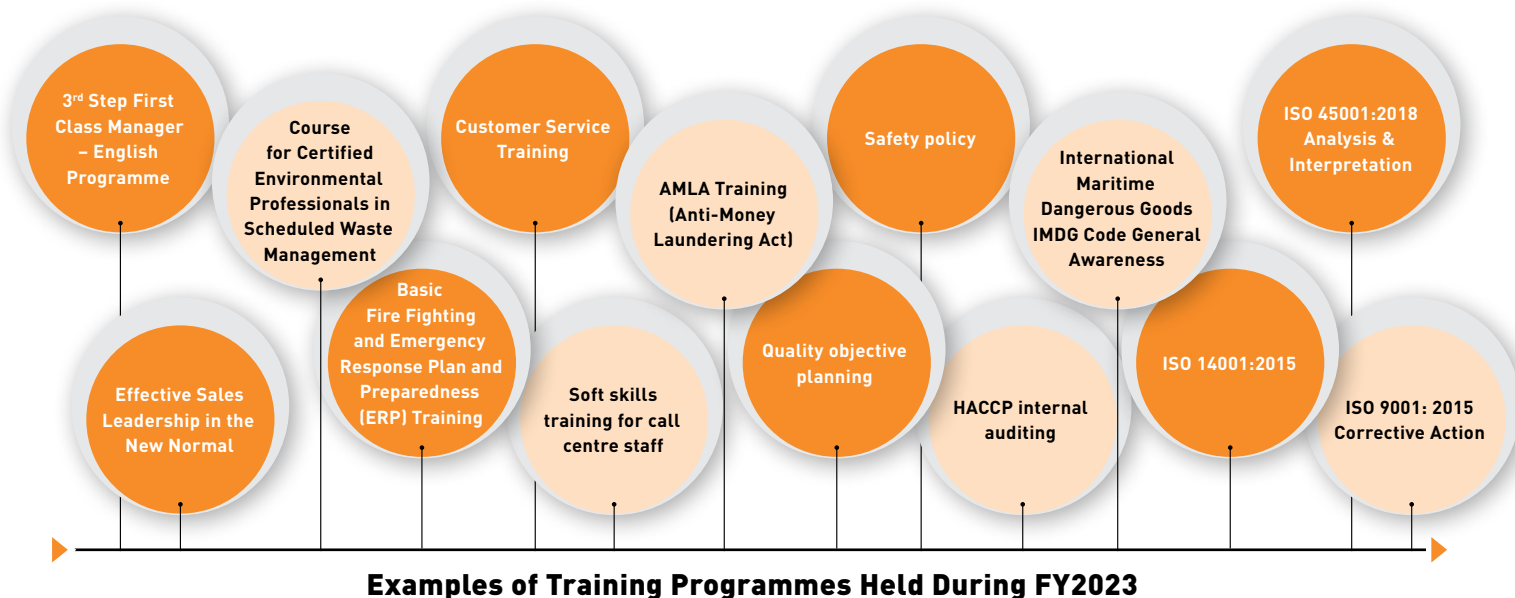 3rd Step First
Class Manager
– English
Programme
Effective Sales
Leadership in the
New Normal
Course
for Certified
Environmental
Professionals in
Scheduled Waste
Management
Basic
Fire Fighting
and Emergency
Response Plan and
Preparedness
(ERP) Training
Customer Service
Training
Soft skills
training for call
centre staff
AMLA Training
(Anti-Money
Laundering Act)
Quality objective
planning
Safety policy
HACCP internal
auditing
International
Maritime
Dangerous Goods
IMDG Code General
Awareness
ISO 14001:2015
ISO 45001:2018
Analysis &
Interpretation
ISO 9001: 2015
Corrective Action
Examples of Training Programmes Held During FY2023